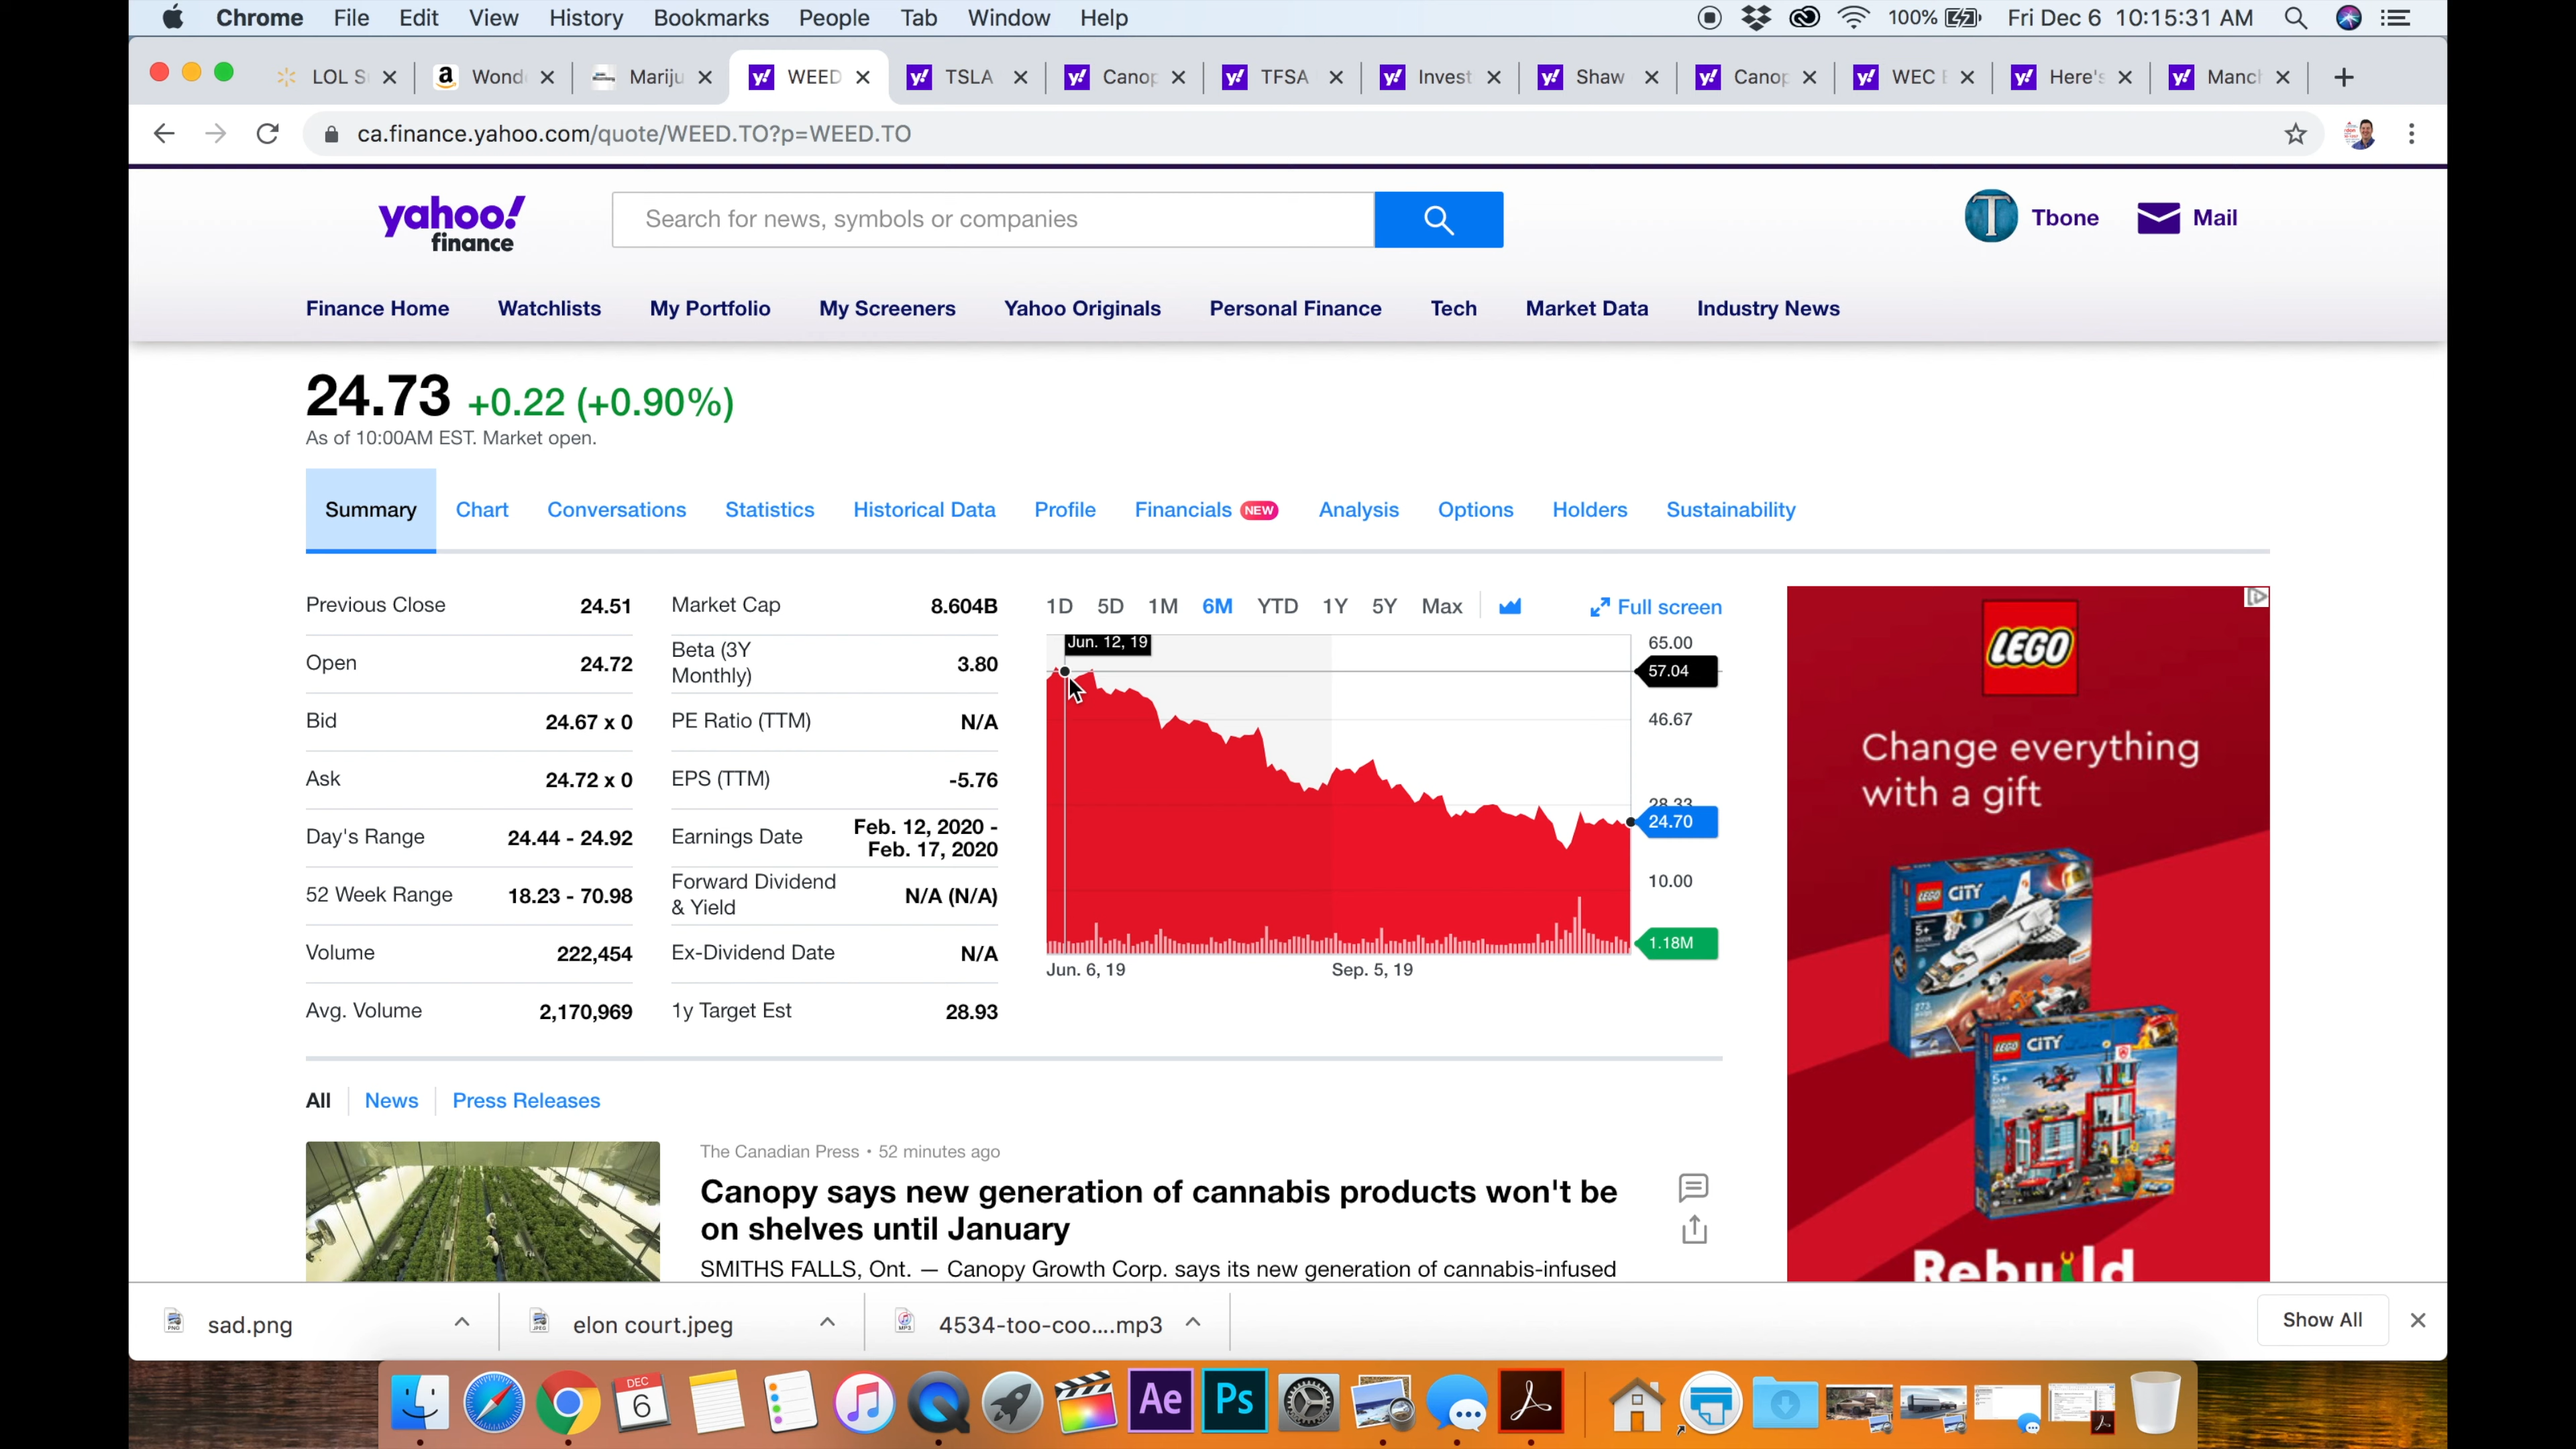 Chrome File Edit View History Bookmarks People Tab Window Help 100% Fri Dec 6 10:15:31 AM
LOL Wond Mariju WEED TSLA Canop TFSA Invest Shaw Canop WEC Here's Manch
ca.finance.yahoo.com/quote/WEED.TO?p=WEED.TO
yahoo!
finance
Search for news, symbols or companies
T Tbone Mail
Finance Home Watchlists My Portfolio My Screeners Yahoo Originals Personal Finance Tech Market Data Industry News
24.73 +0.22 (+0.90%)
As of 10:00AM EST. Market open.
Summary Chart Conversations Statistics Historical Data Profile Financials NEW Analysis Options Holders Sustainability
Previous Close 24.51
Open 24.72
Bid 24.67 x 0
Ask 24.72 x 0
Day's Range 24.44 - 24.92
52 Week Range 18.23 - 70.98
Volume 222,454
Avg. Volume 2,170,969
Market Cap 8.604B
Beta (3Y
Monthly) 3.80
PE Ratio (TTM) N/A
EPS (TTM) -5.76
Earnings Date Feb. 12, 2020 -
Feb. 17, 2020
Forward Dividend
& Yield N/A (N/A)
Ex-Dividend Date N/A
1y Target Est 28.93
1D 5D 1M 6M YTD 1Y 5Y Max Full screen
Jun. 12, 19
65.00
57.04
46.67
28.33
24.70
10.00
1.18M
Jun. 6, 19 Sep. 5, 19
LEGO
Change everything
with a gift
LEGO CITY
5+
273
LEGO CITY
5+
Rebuild
All News Press Releases
The Canadian Press • 52 minutes ago
Canopy says new generation of cannabis products won't be
on shelves until January
SMITHS FALLS, Ont. — Canopy Growth Corp. says its new generation of cannabis-infused
sad.png elon court.jpeg 4534-too-coo....mp3 Show All
DEC
6
Ae
Ps